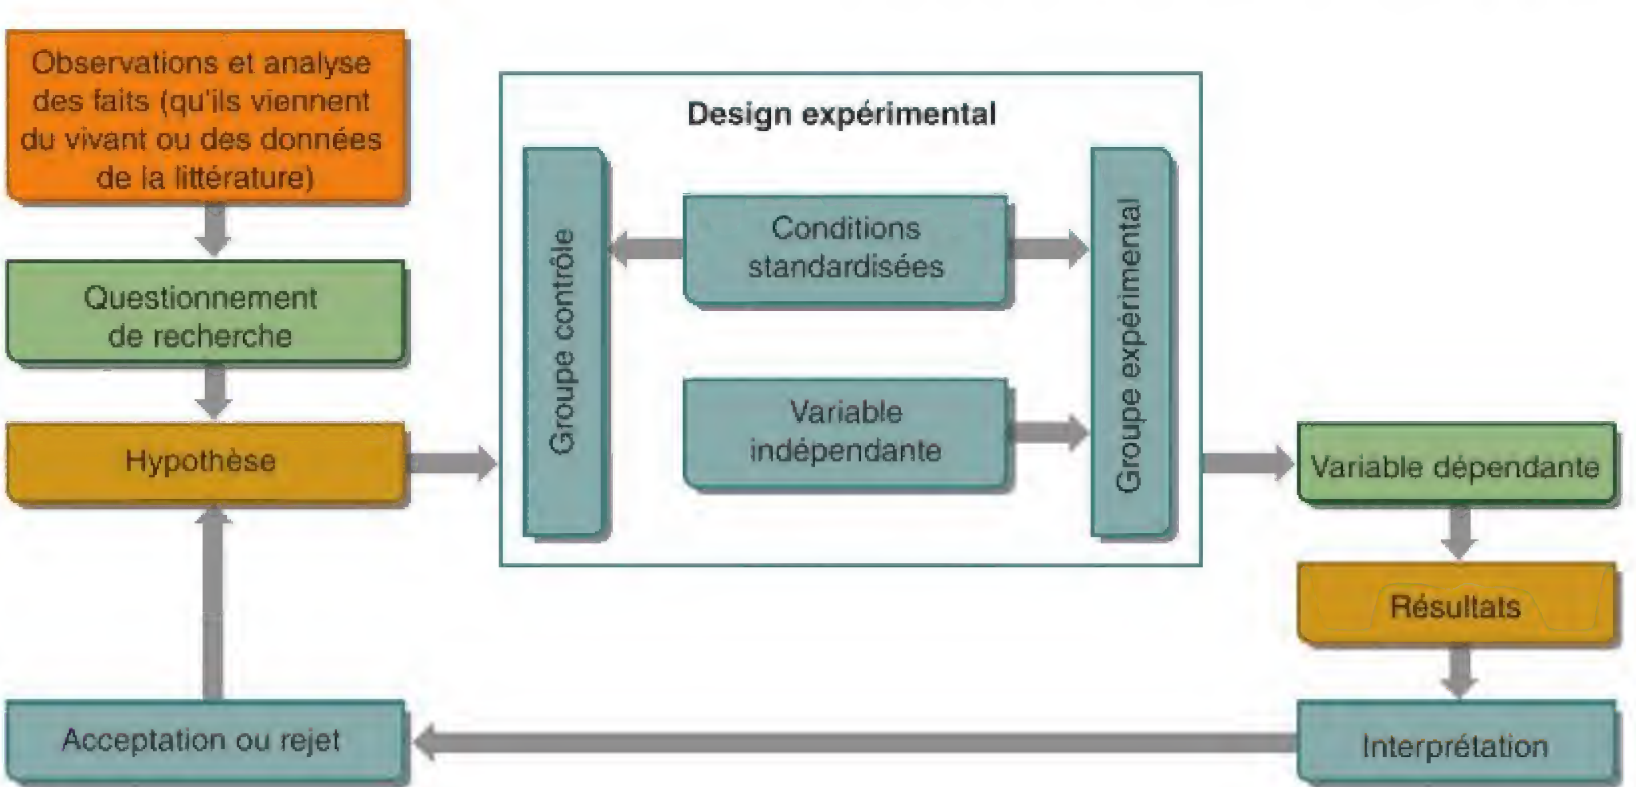 Observations et analyse
des faits (qu'ils viennent
du vivant ou des données
de la littérature)
Questionnement
de recherche
Hypothèse
Design expérimental
Groupe contrôle
Conditions
standardisées
Variable
indépendante
Groupe expérimental
Variable dépendante
Résultats
Interprétation
Acceptation ou rejet